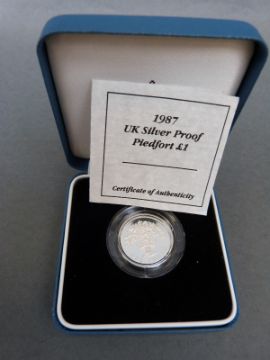 1987
UK Silver Proof
Piedfort £1
Certificate of Authenticity